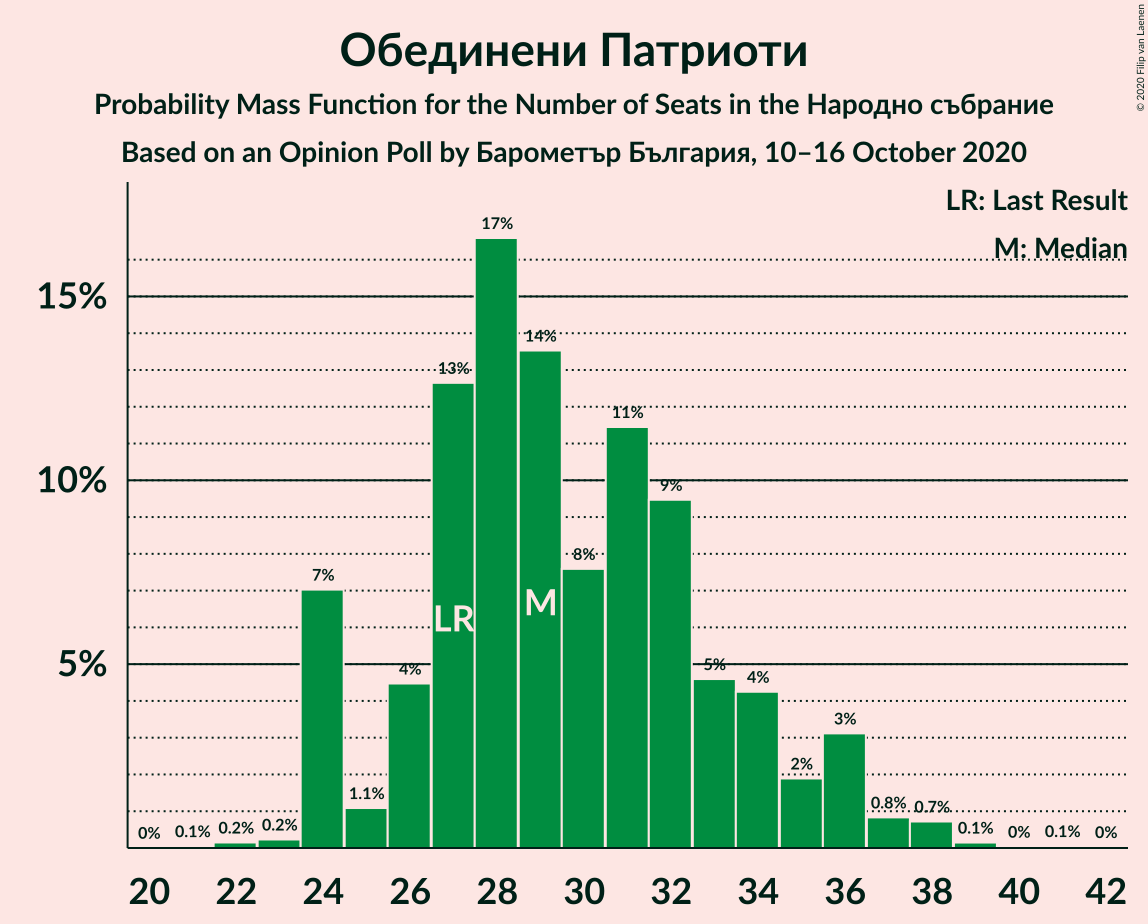 Обединени Патриоти
Probability Mass Function for the Number of Seats in the Народно събрание
Based on an Opinion Poll by Барометър България, 10–16 October 2020
© 2020 Filip van Laenen
LR: Last Result
M: Median
15%
10%
5%
0%
0.1%
0.2%
0.2%
7%
1.1%
4%
13%
17%
14%
8%
11%
9%
5%
4%
2%
3%
0.8%
0.7%
0.1%
0%
0.1%
0%
LR
M
20 22 24 26 28 30 32 34 36 38 40 42